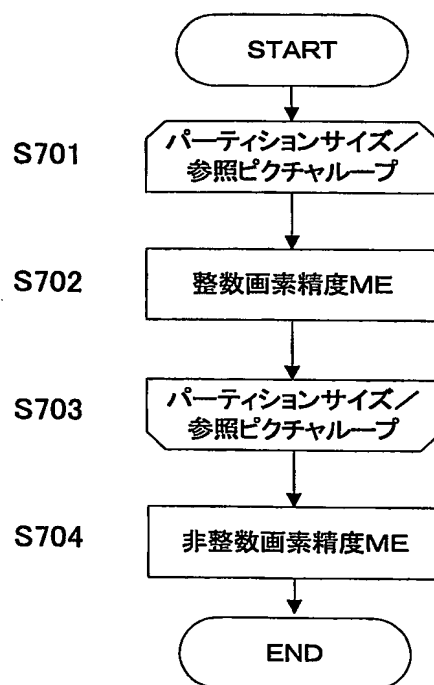 START
S701
パーティションサイズ／
参照ピクチャループ
S702
整数画素精度ME
S703
パーティションサイズ／
参照ピクチャループ
S704
非整数画素精度ME
END